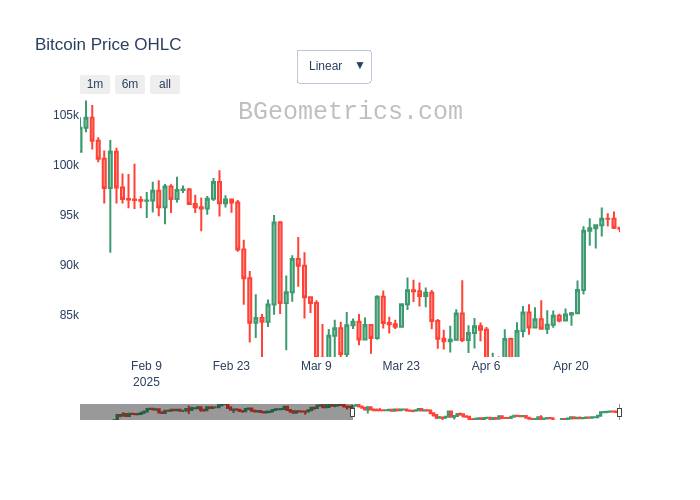 Bitcoin Price OHLC
Linear ▼
1m 6m all
BGeometrics.com
105k
100k
95k
90k
85k
Feb 9 Feb 23 Mar 9 Mar 23 Apr 6 Apr 20
2025